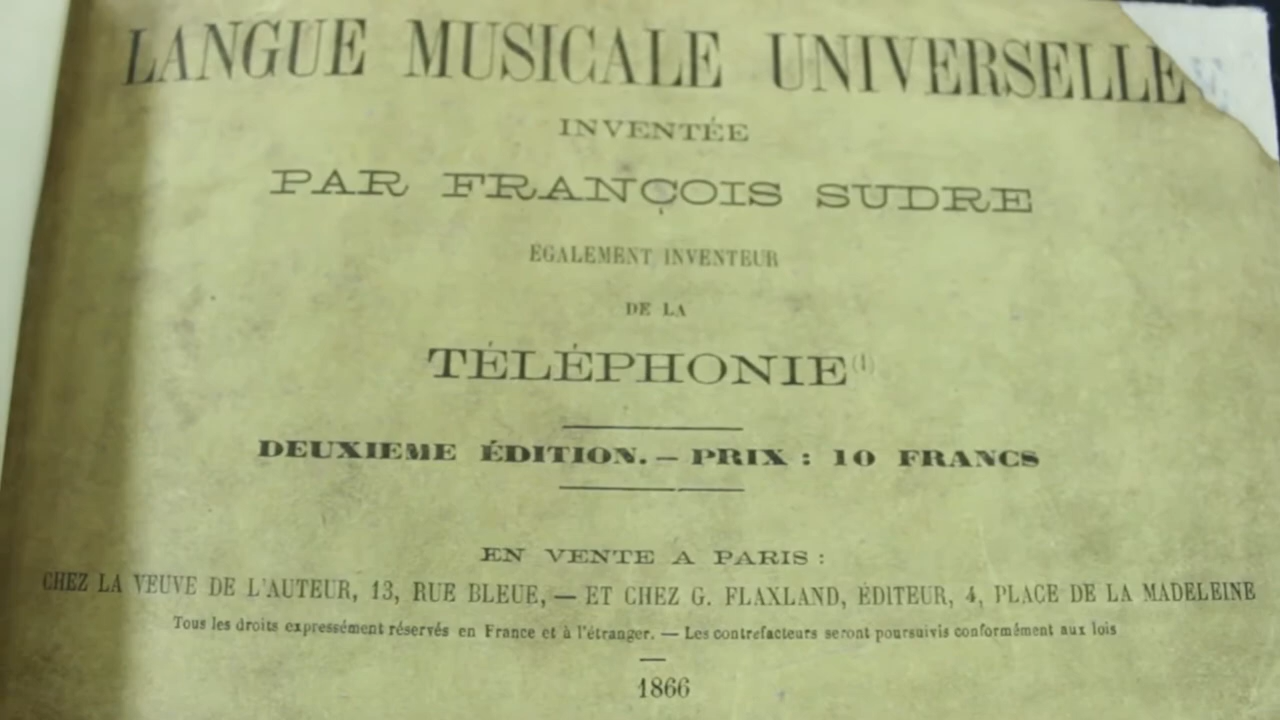 LANGUE MUSICALE UNIVERSELLE
INVENTÉE
PAR FRANÇOIS SUDRE
EGALEMENT INVENTEUR
DE LA
TÉLÉPHONIE(1)
DEUXIEME ÉDITION. — PRIX : 10 FRANCS
EN VENTE A PARIS :
CHEZ LA VEUVE DE L'AUTEUR, 13, RUE BLEUE, — ET CHEZ G. FLAXLAND, ÉDITEUR, 4, PLACE DE LA MADELEINE
Tous les droits expressément réservés en France et à l'étranger. — Les contrefacteurs seront poursuivis conformément aux lois
1866